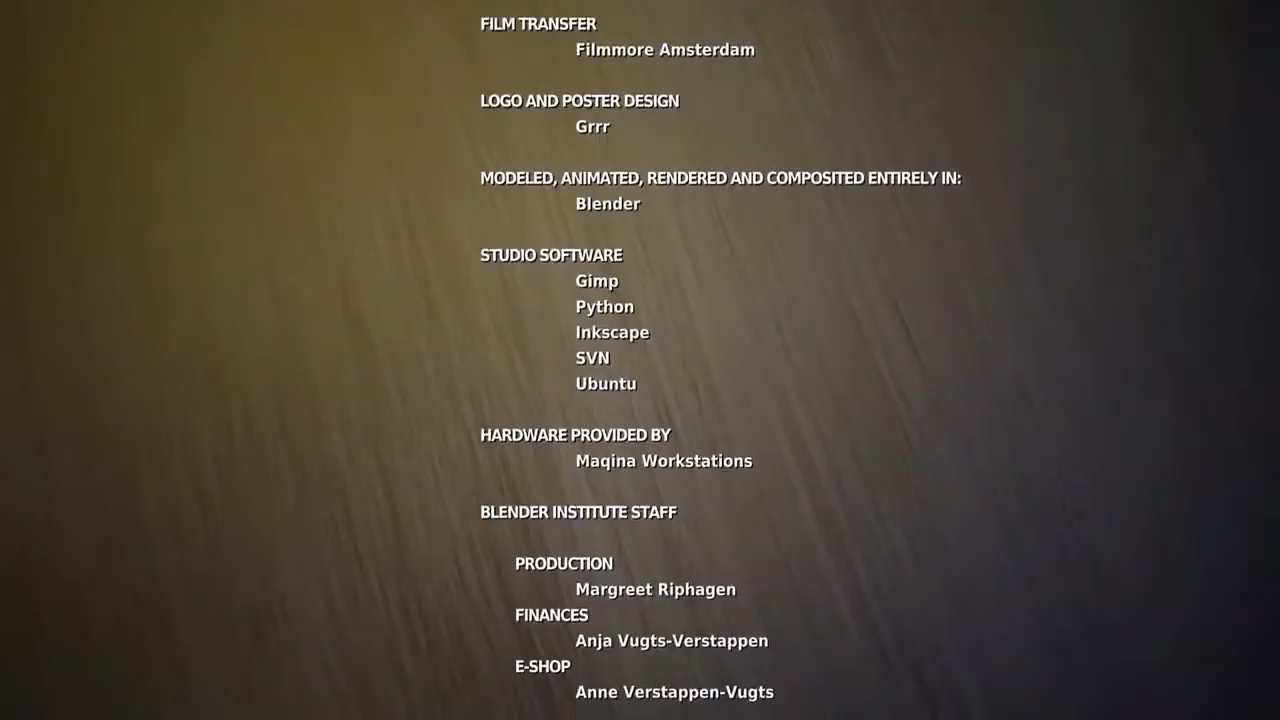 FILM TRANSFER
Filmmore Amsterdam
LOGO AND POSTER DESIGN
Grrr
MODELED, ANIMATED, RENDERED AND COMPOSITED ENTIRELY IN:
Blender
STUDIO SOFTWARE
Gimp
Python
Inkscape
SVN
Ubuntu
HARDWARE PROVIDED BY
Maqina Workstations
BLENDER INSTITUTE STAFF
PRODUCTION
Margreet Riphagen
FINANCES
Anja Vugts-Verstappen
E-SHOP
Anne Verstappen-Vugts